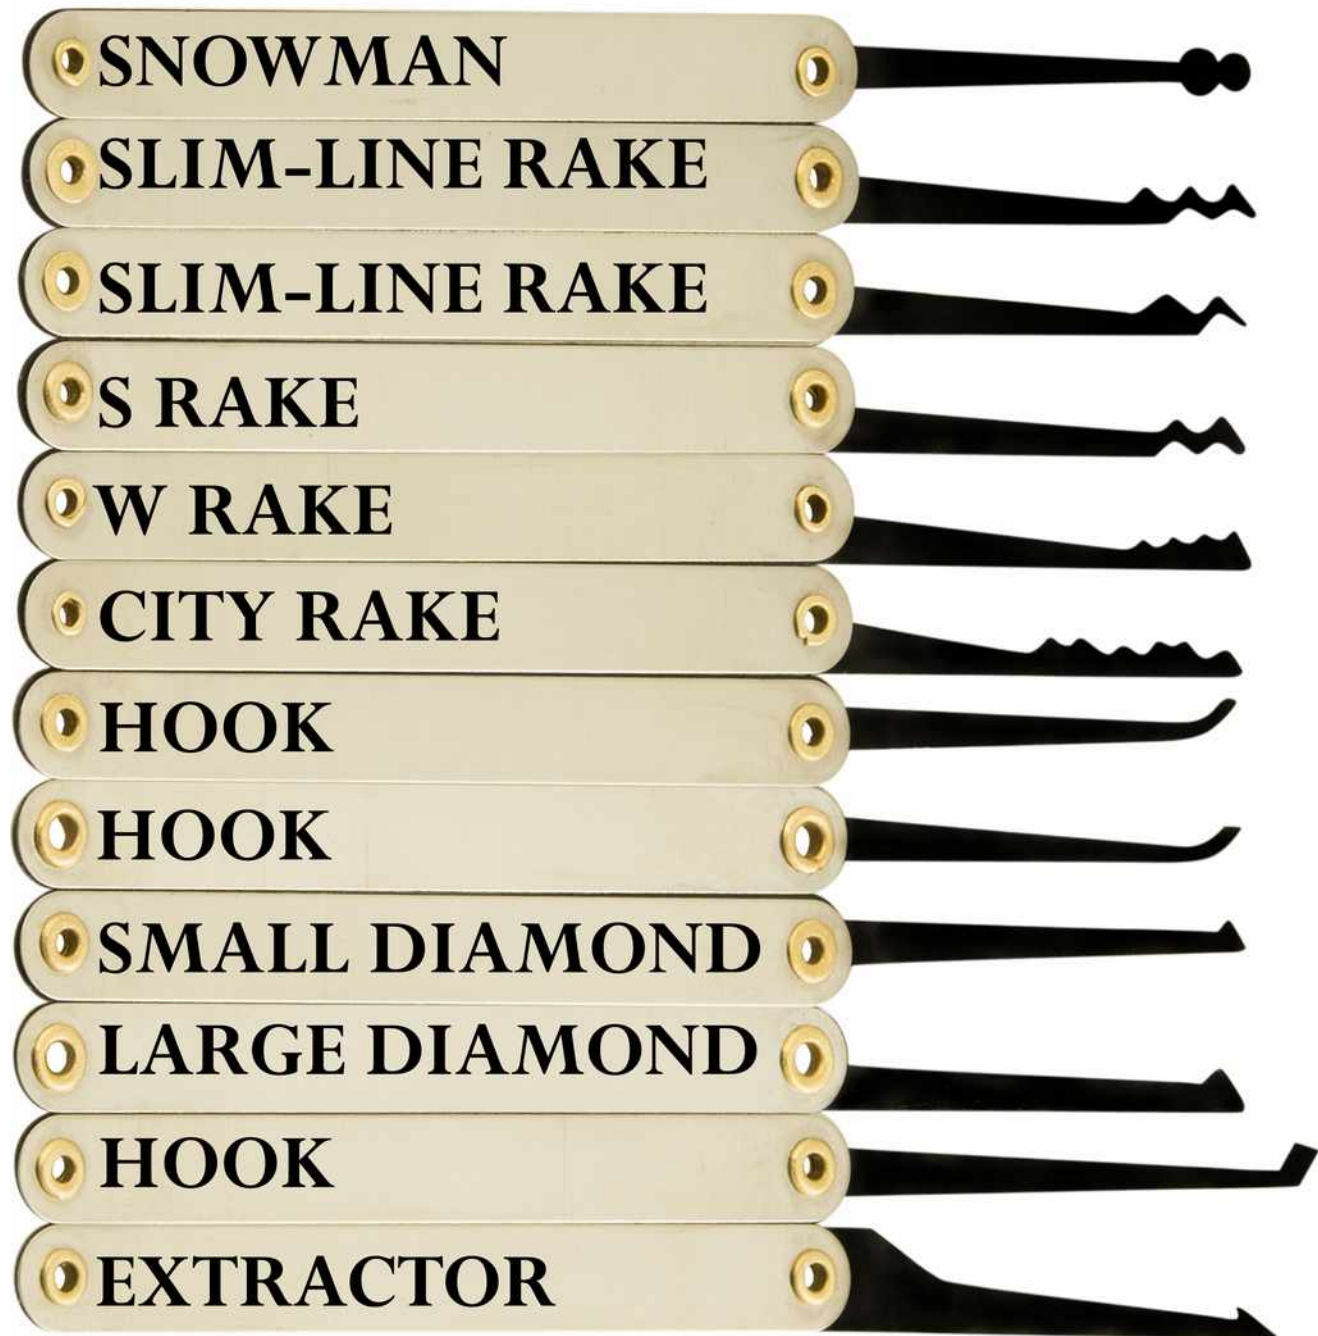 SNOWMAN
SLIM-LINE RAKE
SLIM-LINE RAKE
S RAKE
W RAKE
CITY RAKE
HOOK
HOOK
SMALL DIAMOND
LARGE DIAMOND
HOOK
EXTRACTOR